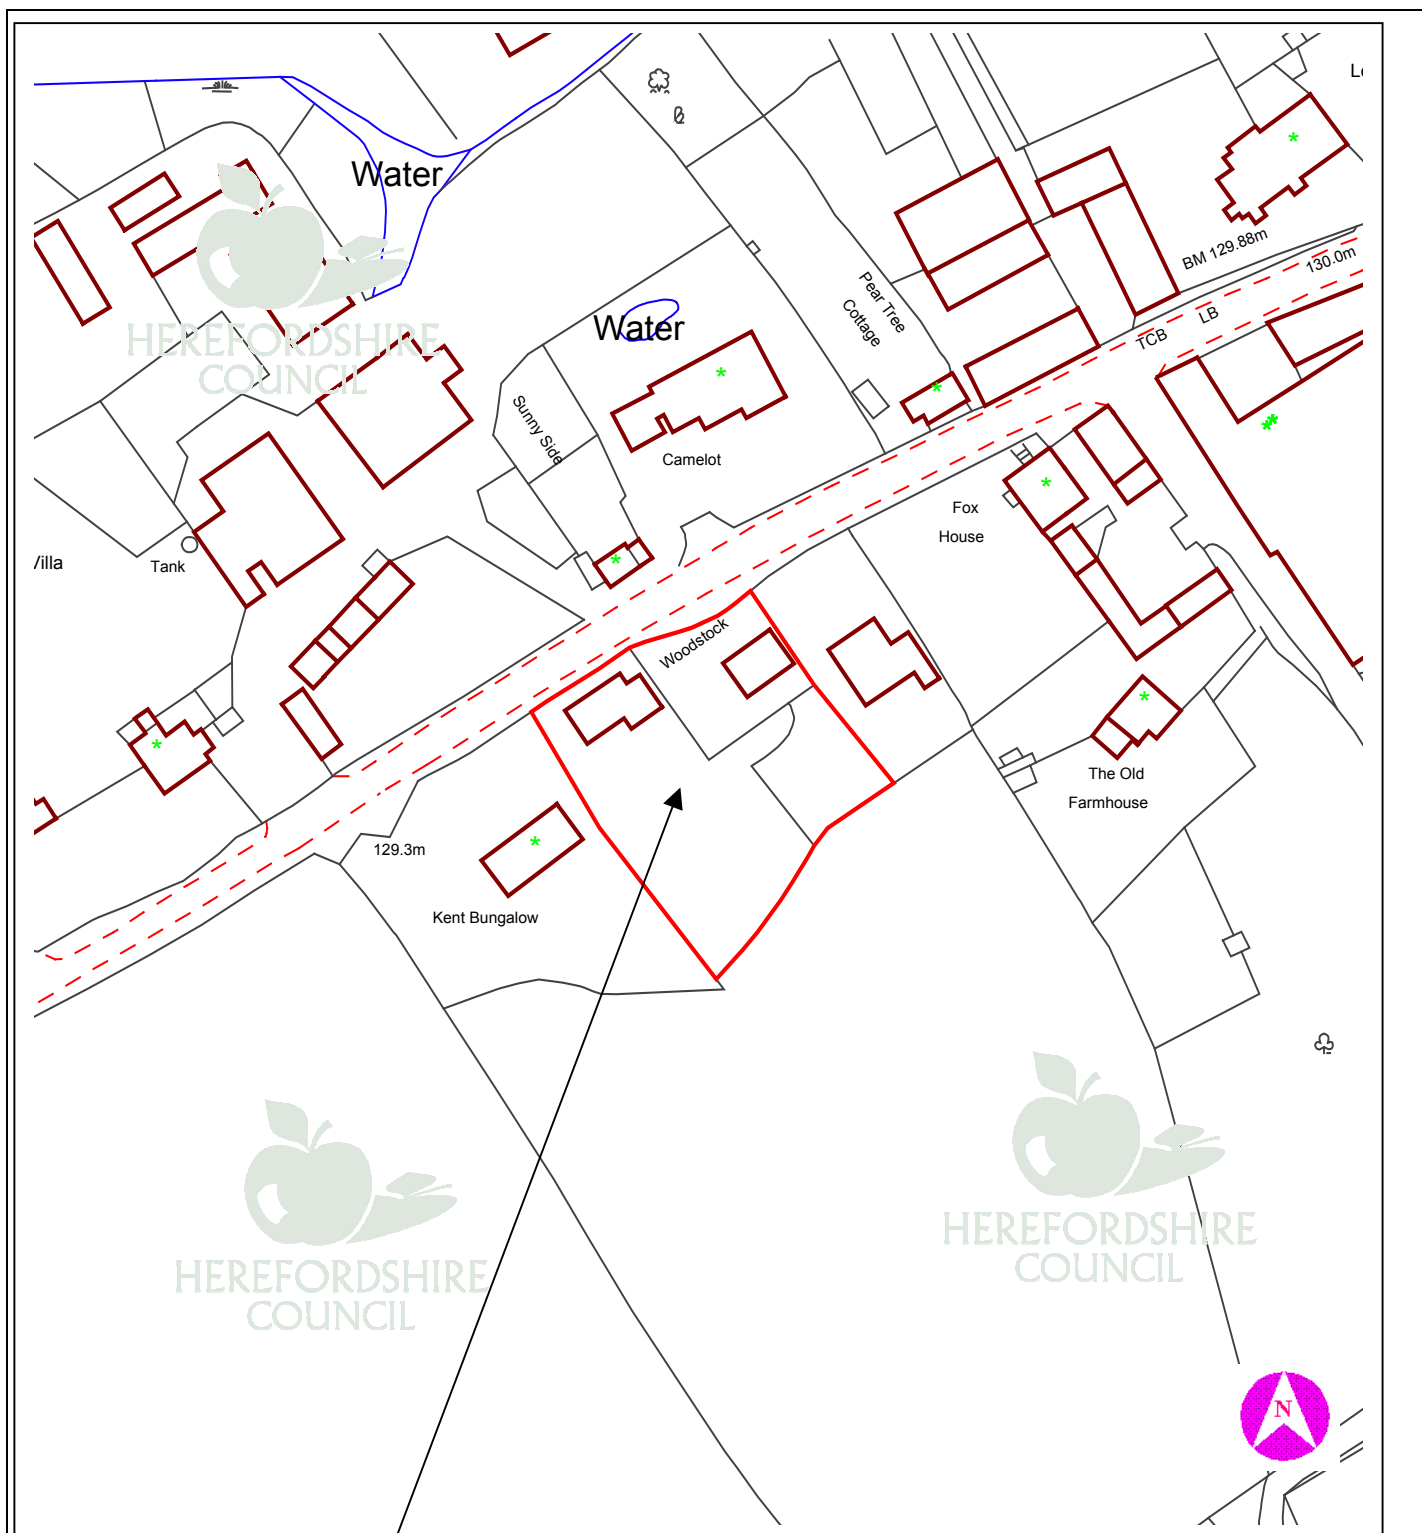 Water
HEREFORDSHIRE
COUNCIL
BM 129.88m
130.0m
Pear Tree
Cottage
LB
TCB
Water
Sunny Side
Camelot
Fox
House
Tank
Woodstock
The Old
Farmhouse
129.3m
Kent Bungalow
HEREFORDSHIRE
COUNCIL
HEREFORDSHIRE
COUNCIL
N